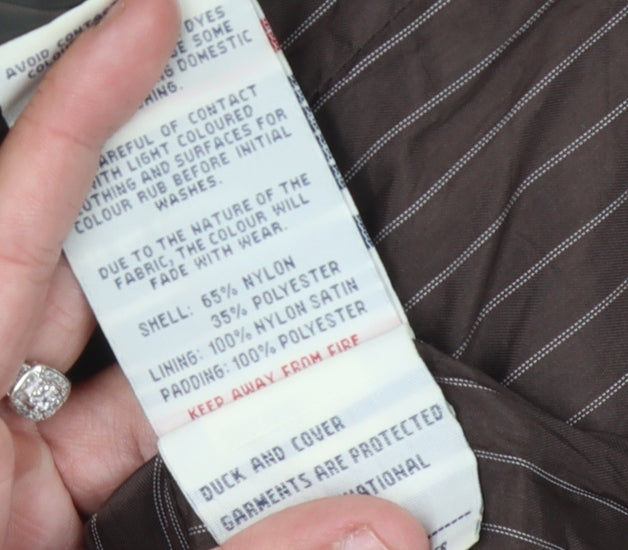 AVOID CONTACT DYES
SOME
DOMESTIC
CAREFUL OF CONTACT
WITH LIGHT COLOURED
CLOTHING AND SURFACES FOR
COLOUR RUB BEFORE INITIAL
WASHES.
DUE TO THE NATURE OF THE
FABRIC, THE COLOUR WILL
FADE WITH WEAR.
SHELL: 65% NYLON
35% POLYESTER
LINING: 100% NYLON SATIN
PADDING: 100% POLYESTER
KEEP AWAY FROM FIRE
DUCK AND COVER
GARMENTS ARE PROTECTED